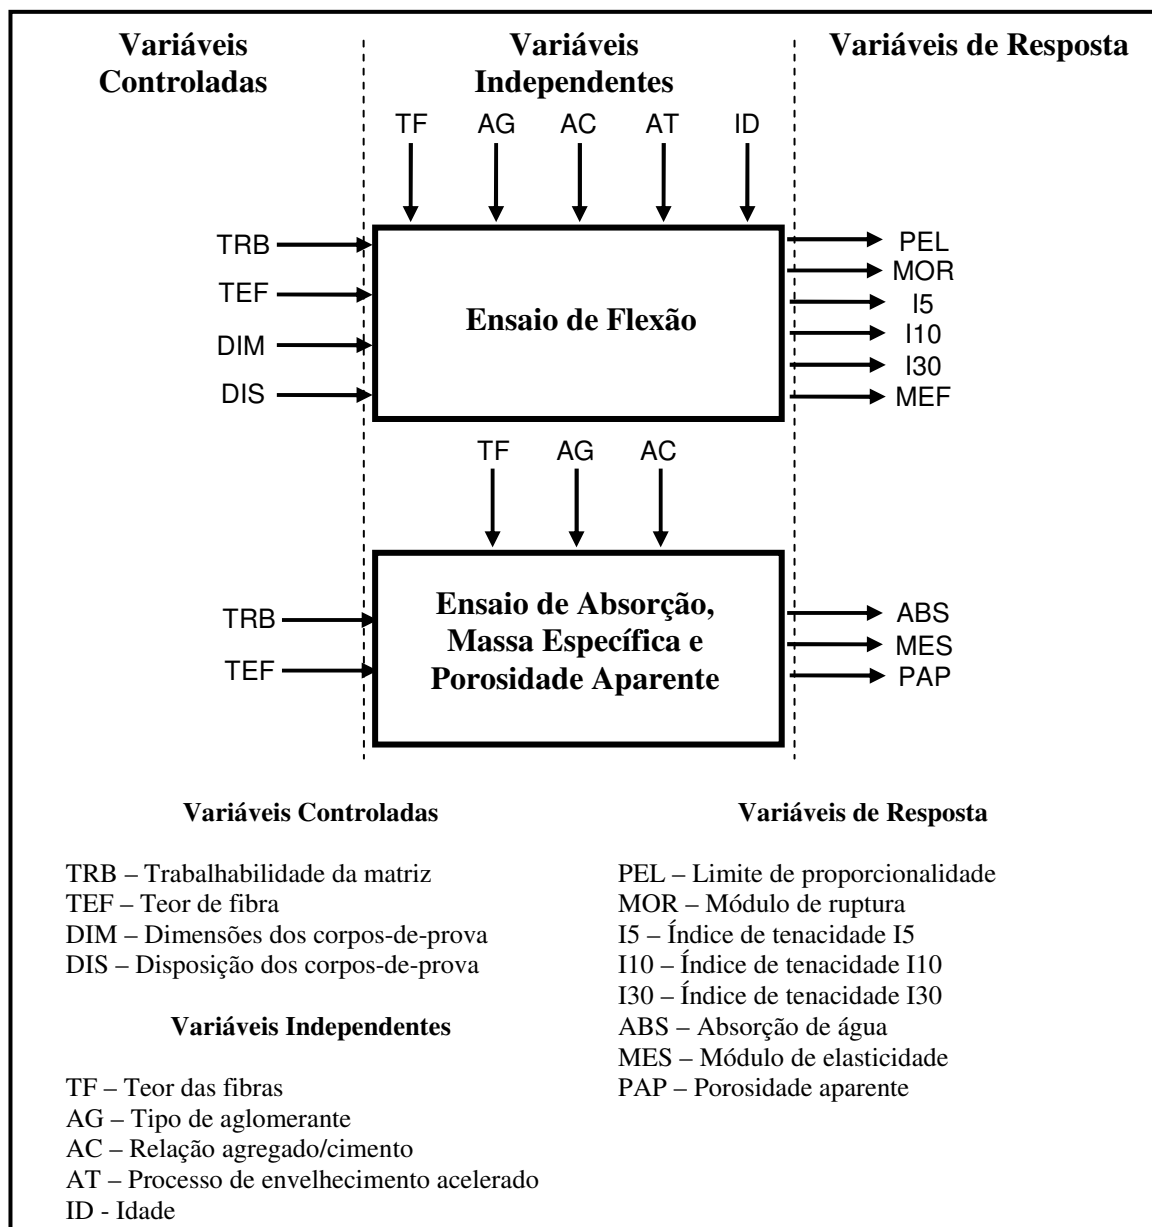 Variáveis
Controladas
Variáveis
Independentes
Variáveis de Resposta
TF AG AC AT ID
TRB
TEF
DIM
DIS
Ensaio de Flexão
PEL
MOR
I5
I10
I30
MEF
TF AG AC
TRB
TEF
Ensaio de Absorção,
Massa Específica e
Porosidade Aparente
ABS
MES
PAP
Variáveis Controladas
TRB – Trabalhabilidade da matriz
TEF – Teor de fibra
DIM – Dimensões dos corpos-de-prova
DIS – Disposição dos corpos-de-prova
Variáveis Independentes
TF – Teor das fibras
AG – Tipo de aglomerante
AC – Relação agregado/cimento
AT – Processo de envelhecimento acelerado
ID - Idade
Variáveis de Resposta
PEL – Limite de proporcionalidade
MOR – Módulo de ruptura
I5 – Índice de tenacidade I5
I10 – Índice de tenacidade I10
I30 – Índice de tenacidade I30
ABS – Absorção de água
MES – Módulo de elasticidade
PAP – Porosidade aparente